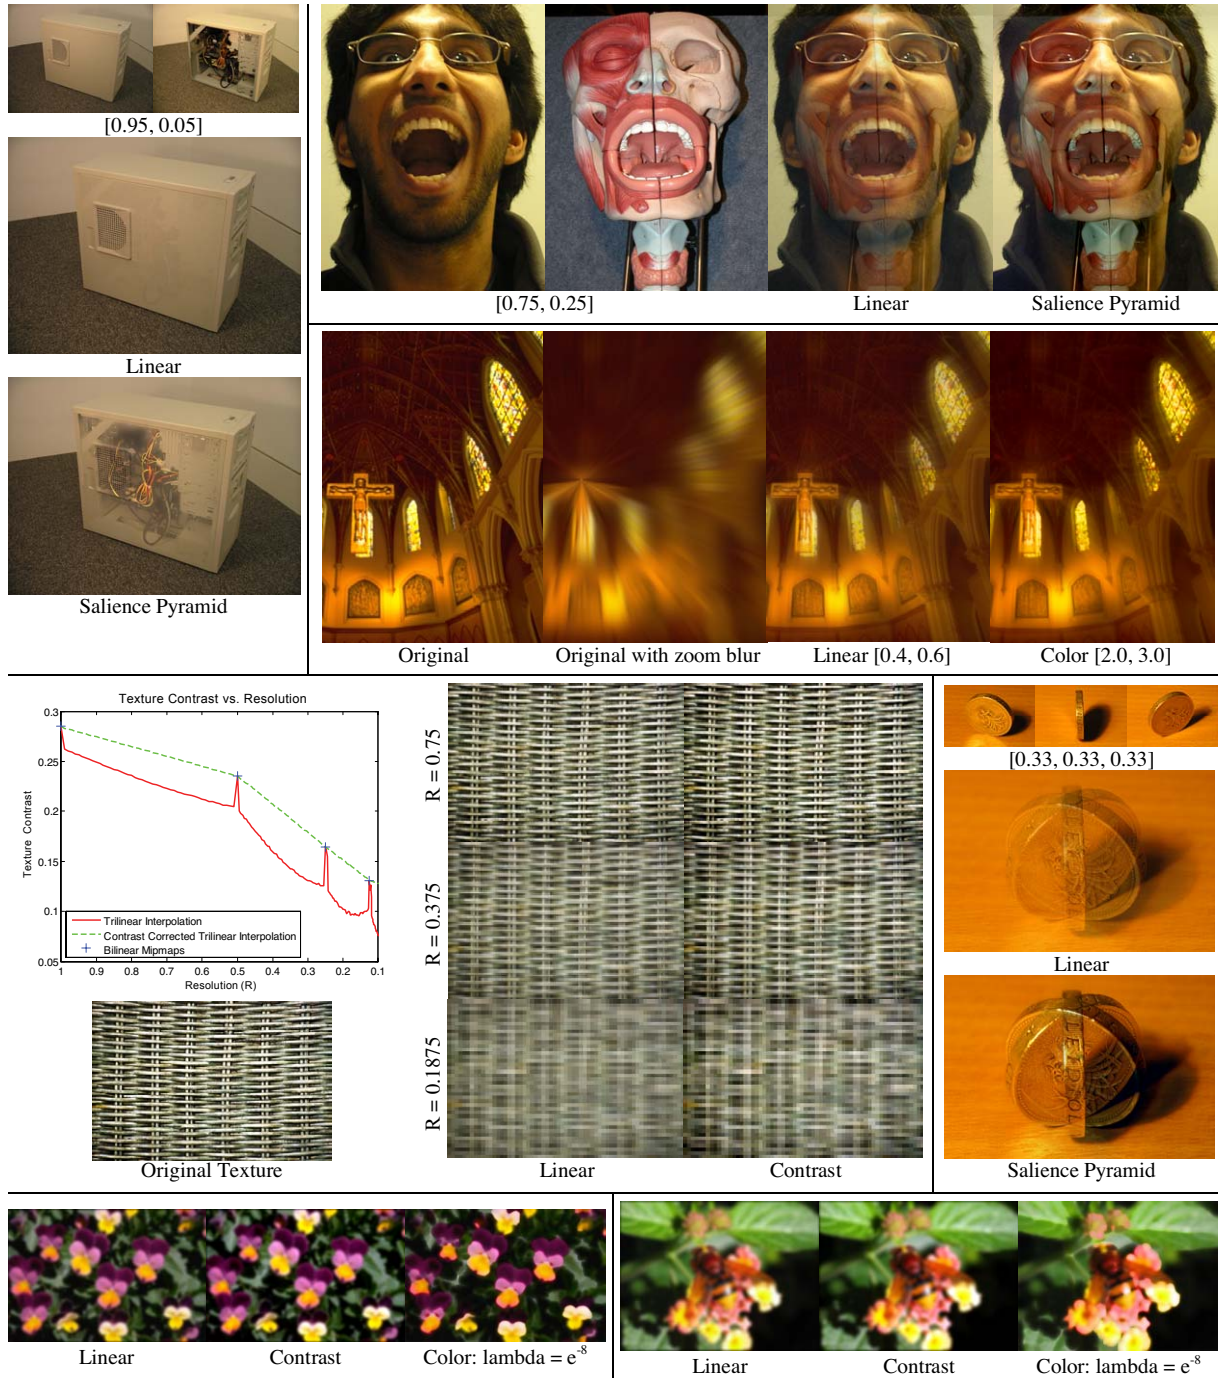 [0.95, 0.05]
Linear
Salience Pyramid
[0.75, 0.25]
Linear
Salience Pyramid
Original
Original with zoom blur
Linear [0.4, 0.6]
Color [2.0, 3.0]
Texture Contrast vs. Resolution
Texture Contrast
0.3
0.25
0.2
0.15
0.1
0.05
Trilinear Interpolation
Contrast Corrected Trilinear Interpolation
Bilinear Mipmaps
1 0.9 0.8 0.7 0.6 0.5 0.4 0.3 0.2 0.1
Resolution (R)
Original Texture
R = 0.75
R = 0.375
R = 0.1875
Linear
Contrast
[0.33, 0.33, 0.33]
Linear
Salience Pyramid
Linear
Contrast
Color: lambda = e^-8
Linear
Contrast
Color: lambda = e^-8